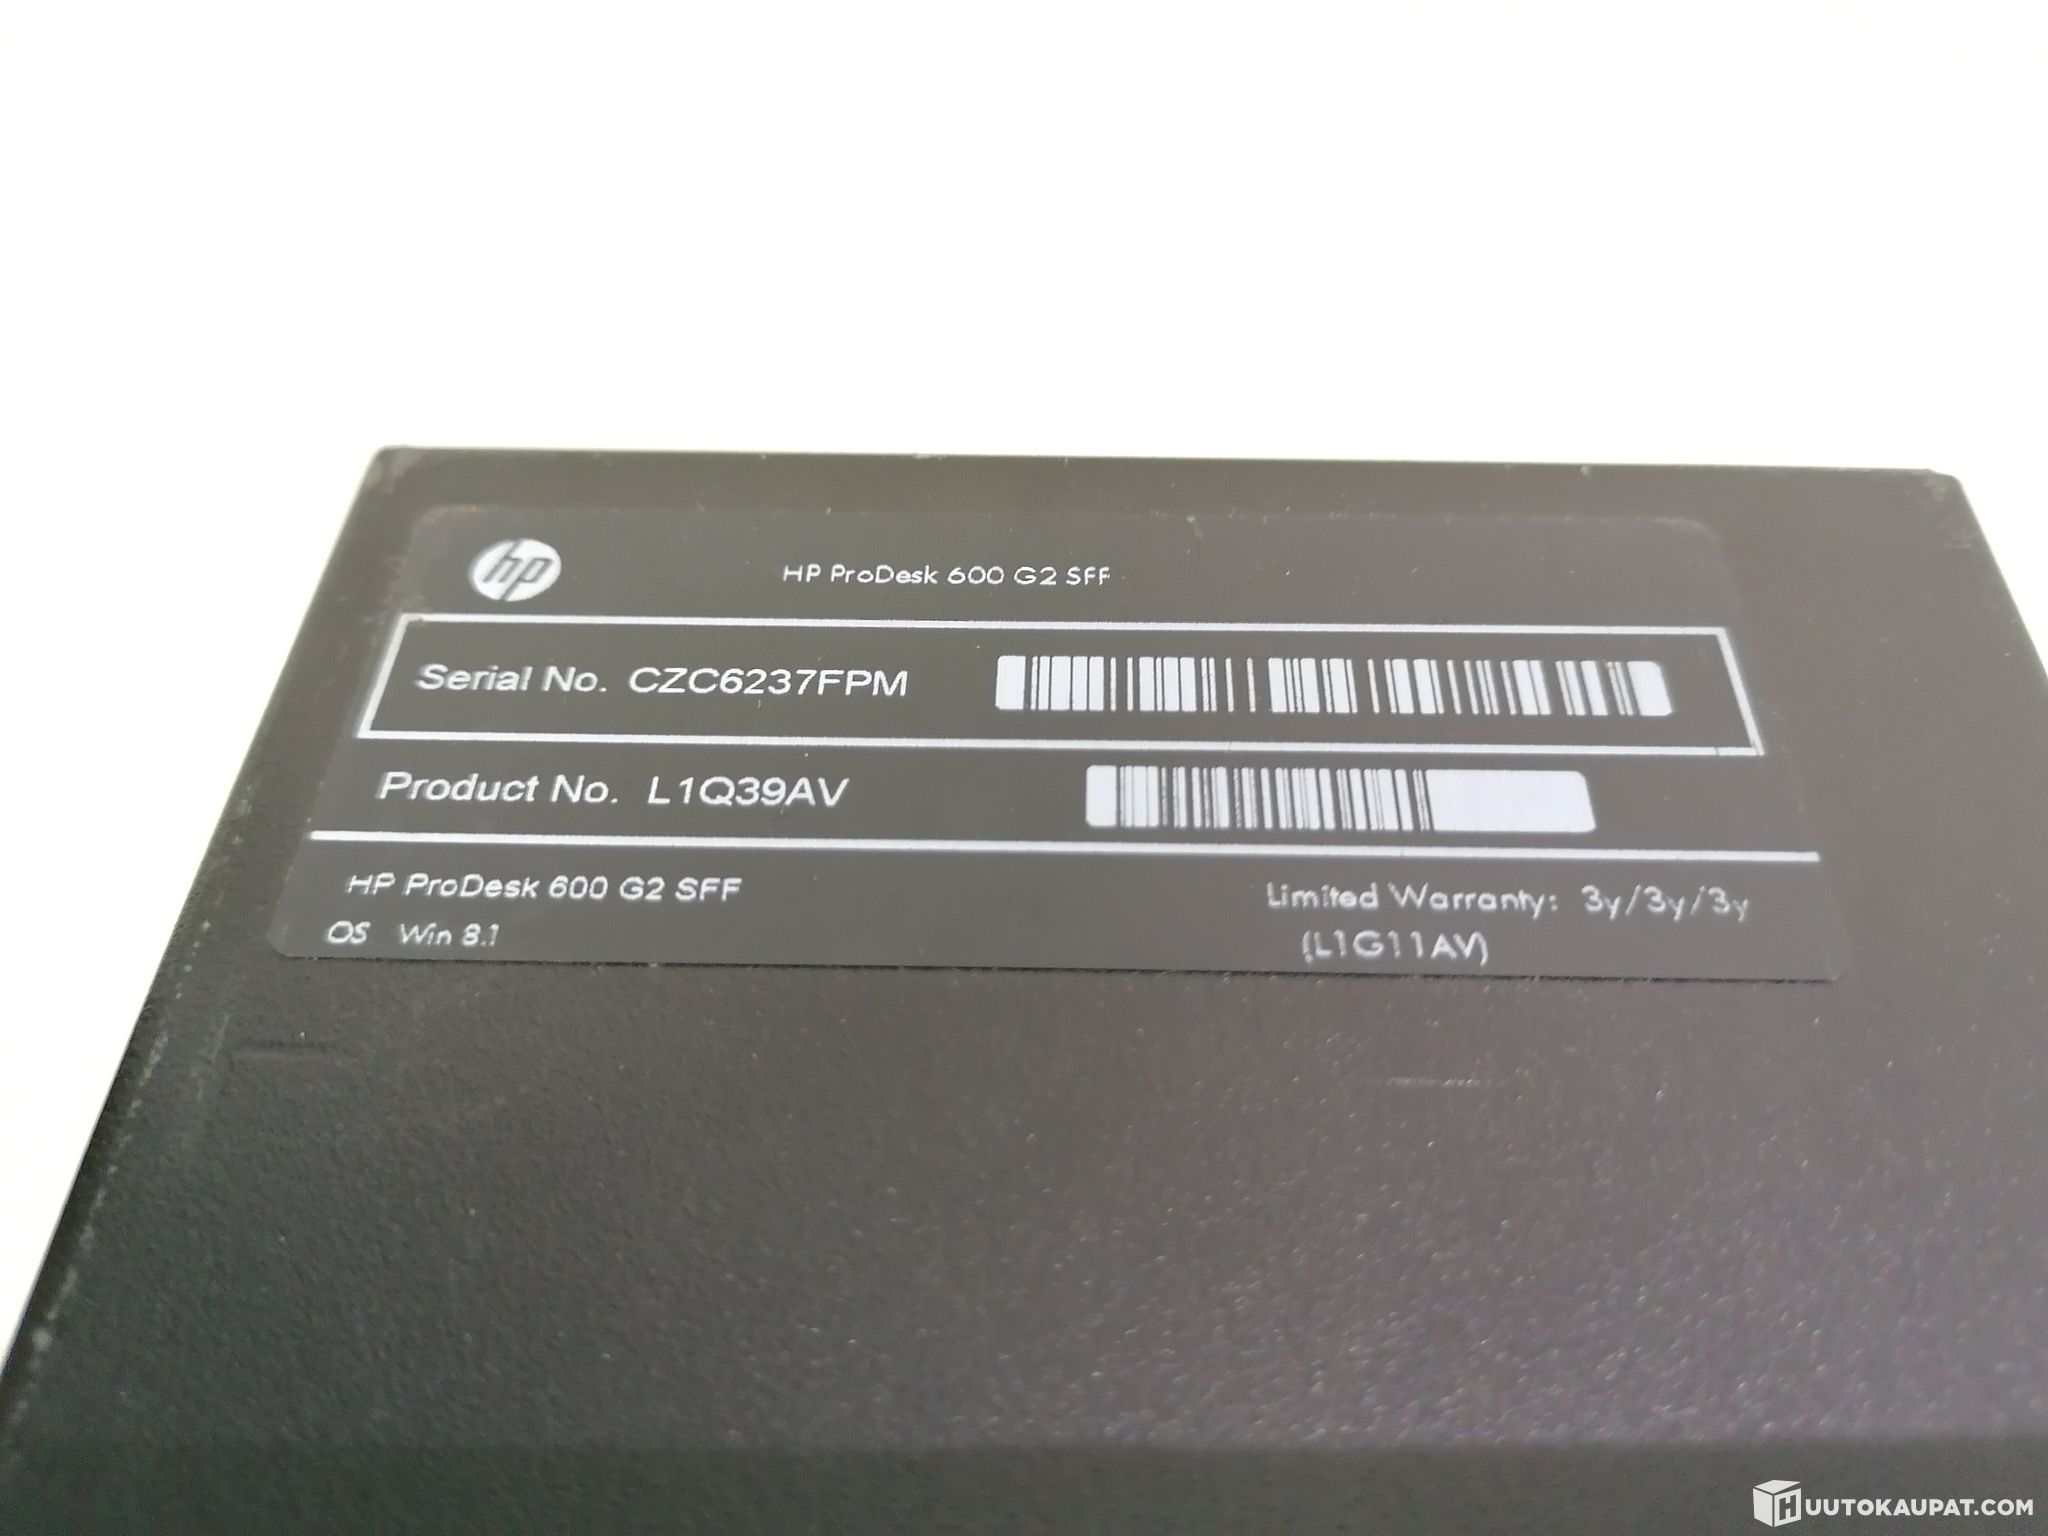 hp
HP ProDesk 600 G2 SFF
Serial No. CZC6237FPM
Product No. L1Q39AV
HP ProDesk 600 G2 SFF
Limited Warranty: 3y/3y/3y
OS Win 8.1
(L1G11AV)
HUUTOKAUPAT.COM